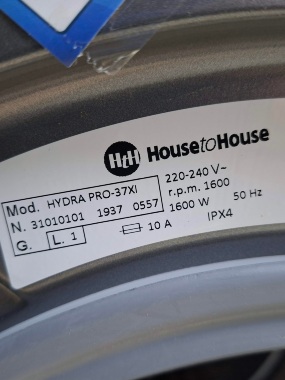 HtH HousetoHouse
Mod. HYDRA PRO-37XI
N. 31010101 1937 0557
G. L. 1
220-240 V~
r.p.m. 1600
1600 W 50 Hz
10 A IPX4